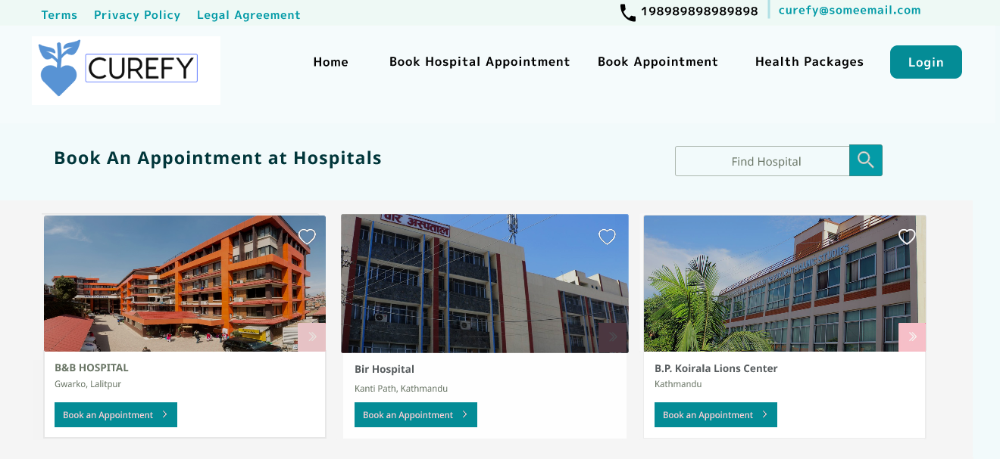 Terms Privacy Policy Legal Agreement
198989898989898
curefy@someemail.com
CUREFY
Home Book Hospital Appointment Book Appointment Health Packages Login
Book An Appointment at Hospitals
Find Hospital
वीर अस्पताल
STUDIES
B&B HOSPITAL
Gwarko, Lalitpur
Book an Appointment
Bir Hospital
Kanti Path, Kathmandu
Book an Appointment
B.P. Koirala Lions Center
Kathmandu
Book an Appointment